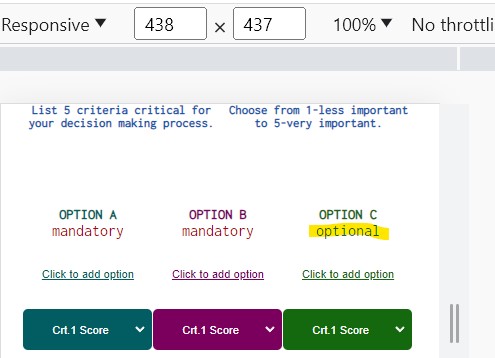 Responsive 438 × 437 100% No throttli
List 5 criteria critical for Choose from 1-less important
your decision making process. to 5-very important.
OPTION A OPTION B OPTION C
mandatory mandatory optional
Click to add option Click to add option Click to add option
Crt.1 Score Crt.1 Score Crt.1 Score